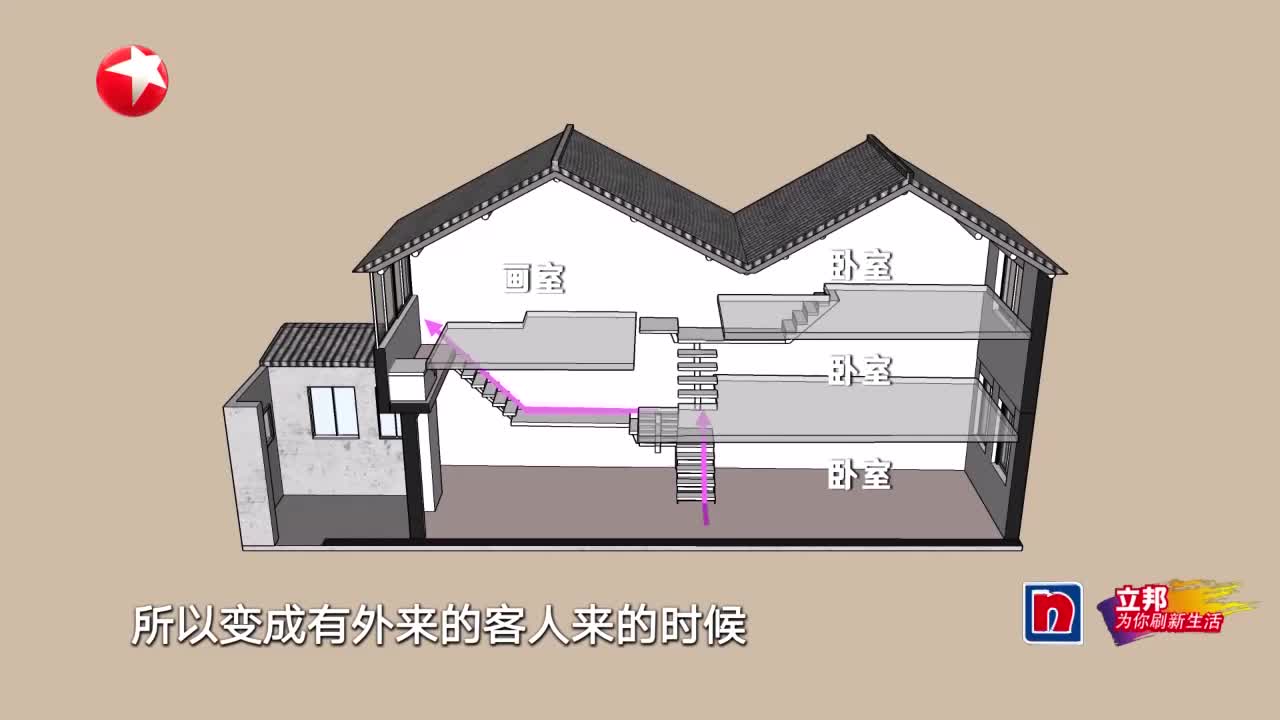 画室
卧室
卧室
卧室
所以变成有外来的客人来的时候
n
立邦
为你刷新生活